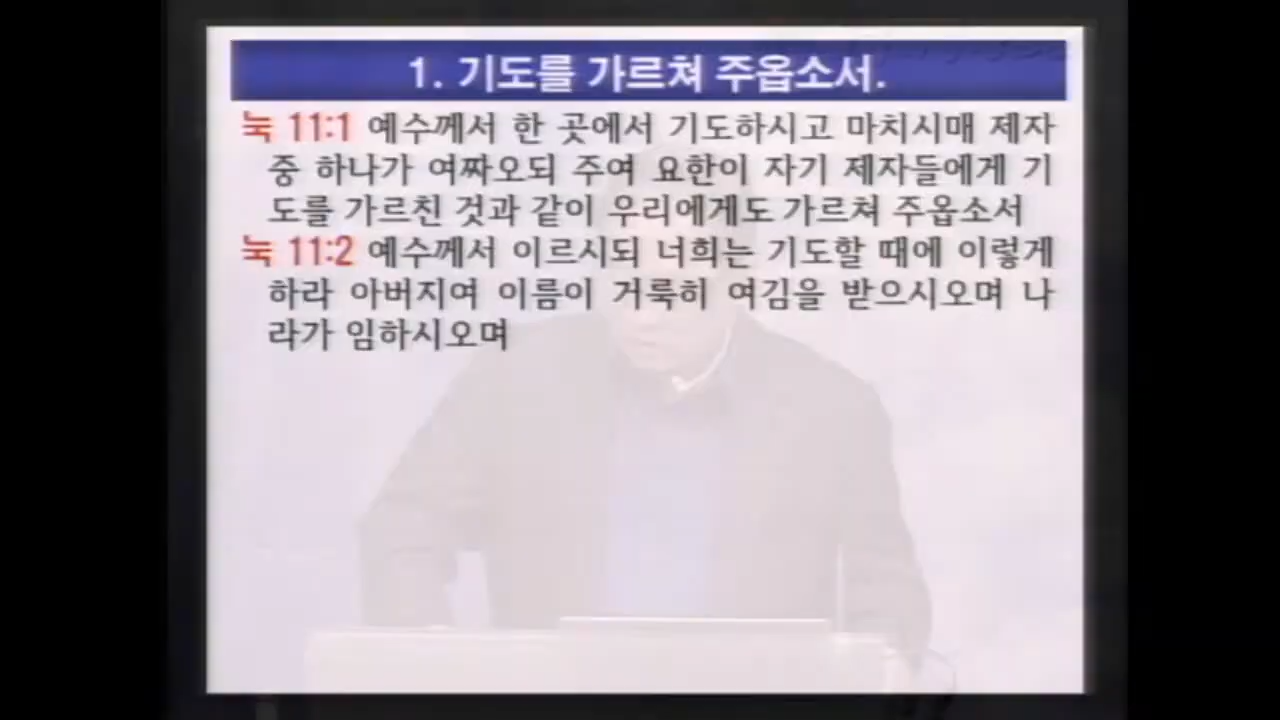 1. 기도를 가르쳐 주옵소서.
눅 11:1 예수께서 한 곳에서 기도하시고 마치시매 제자
중 하나가 여짜오되 주여 요한이 자기 제자들에게 기
도를 가르친 것과 같이 우리에게도 가르쳐 주옵소서
눅 11:2 예수께서 이르시되 너희는 기도할 때에 이렇게
하라 아버지여 이름이 거룩히 여김을 받으시오며 나
라가 임하시오며